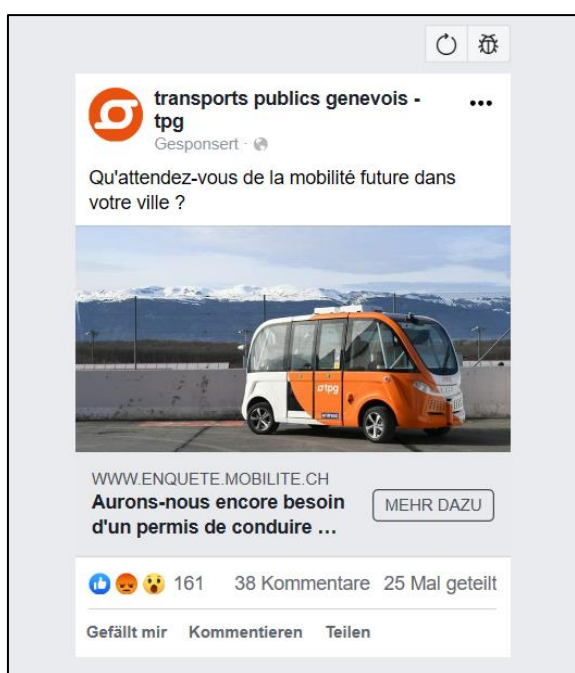 transports publics genevois -
tpg
Gesponsert ·
Qu'attendez-vous de la mobilité future dans
votre ville ?
tpg
WWW.ENQUETE.MOBILITE.CH
Aurons-nous encore besoin
d'un permis de conduire ...
MEHR DAZU
161 38 Kommentare 25 Mal geteilt
Gefällt mir Kommentieren Teilen